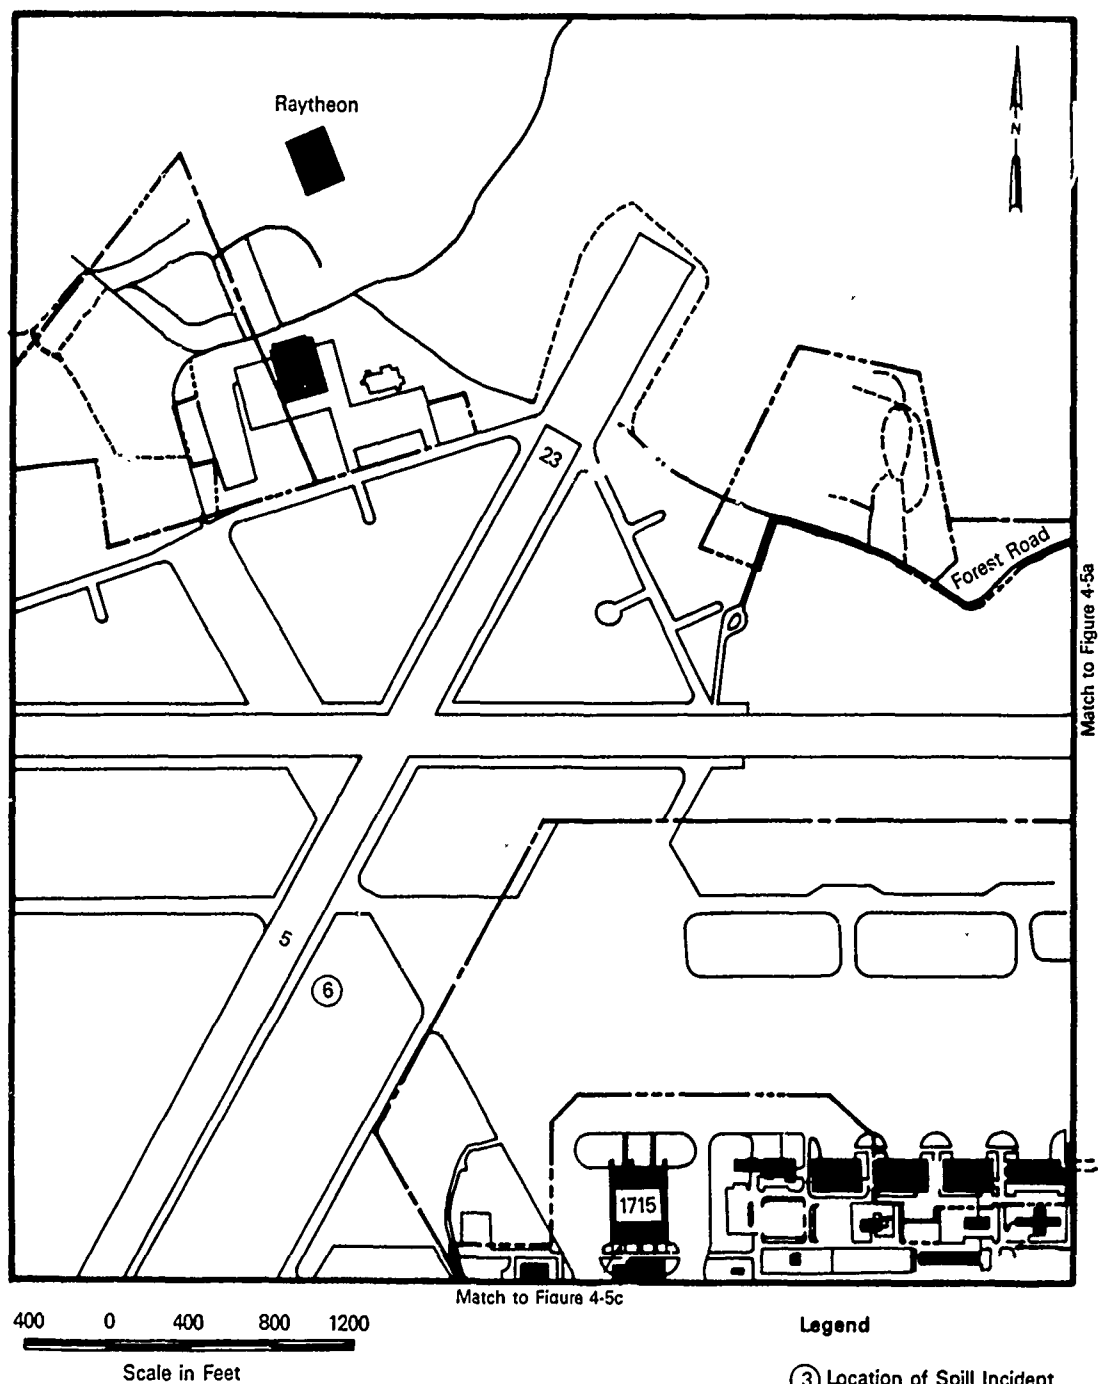 Raytheon
N
23
Forest Road
Match to Figure 4-5a
5
6
1715
Match to Figure 4-5c
400 0 400 800 1200
Scale in Feet
Legend
3 Location of Spill Incident